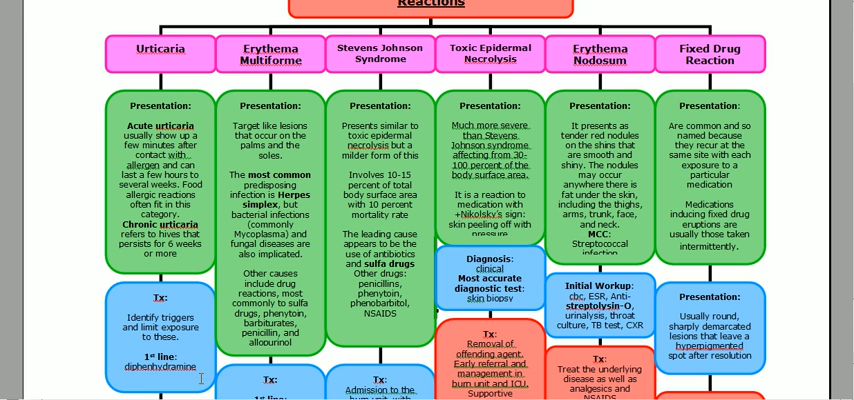 Reactions
Urticaria
Erythema
Multiforme
Stevens Johnson
Syndrome
Toxic Epidermal
Necrolysis
Erythema
Nodosum
Fixed Drug
Reaction
Presentation:
Acute urticaria
usually show up a
few minutes after
contact with
allergen and can
last a few hours to
several weeks. Food
allergic reactions
often fit in this
category.
Chronic urticaria
refers to hives that
persists for 6 weeks
or more
Tx:
Identify triggers
and limit exposure
to these.
1st line:
diphenhydramine
Presentation:
Target like lesions
that occur on the
palms and the
soles.
The most common
predisposing
infection is Herpes
simplex, but
bacterial infections
(commonly
Mycoplasma) and
fungal diseases are
also implicated.
Other causes
include drug
reactions, most
commonly to sulfa
drugs, phenytoin,
barbiturates,
penicillin, and
allopurinol
Tx:
1st line:
Presentation:
Presents similar to
toxic epidermal
necrolysis but a
milder form of this
Involves 10-15
percent of total
body surface area
with 10 percent
mortality rate
The leading cause
appears to be the
use of antibiotics
and sulfa drugs
Other drugs:
penicillins,
phenytoin,
phenobarbitol,
NSAIDS
Tx:
Admission to the
burn unit, with
Presentation:
Much more severe
than Stevens
Johnson syndrome
affecting from 30-
100 percent of the
body surface area.
It is a reaction to
medication with
+Nikolsky's sign:
skin peeling off with
pressure
Diagnosis:
clinical
Most accurate
diagnostic test:
skin biopsy
Tx:
Removal of
offending agent.
Early referral and
management in
burn unit and ICU.
Supportive
Presentation:
It presents as
tender red nodules
on the shins that
are smooth and
shiny. The nodules
may occur
anywhere there is
fat under the skin,
including the thighs,
arms, trunk, face,
and neck.
MCC:
Streptococcal
infection
Initial Workup:
cbc, ESR, Anti-
streptolysin-O,
urinalysis, throat
culture, TB test, CXR
Tx:
Treat the underlying
disease as well as
analgesics and
NSAIDS
Presentation:
Are common and so
named because
they recur at the
same site with each
exposure to a
particular
medication
Medications
inducing fixed drug
eruptions are
usually those taken
intermittently.
Presentation:
Usually round,
sharply demarcated
lesions that leave a
hyperpigmented
spot after resolution